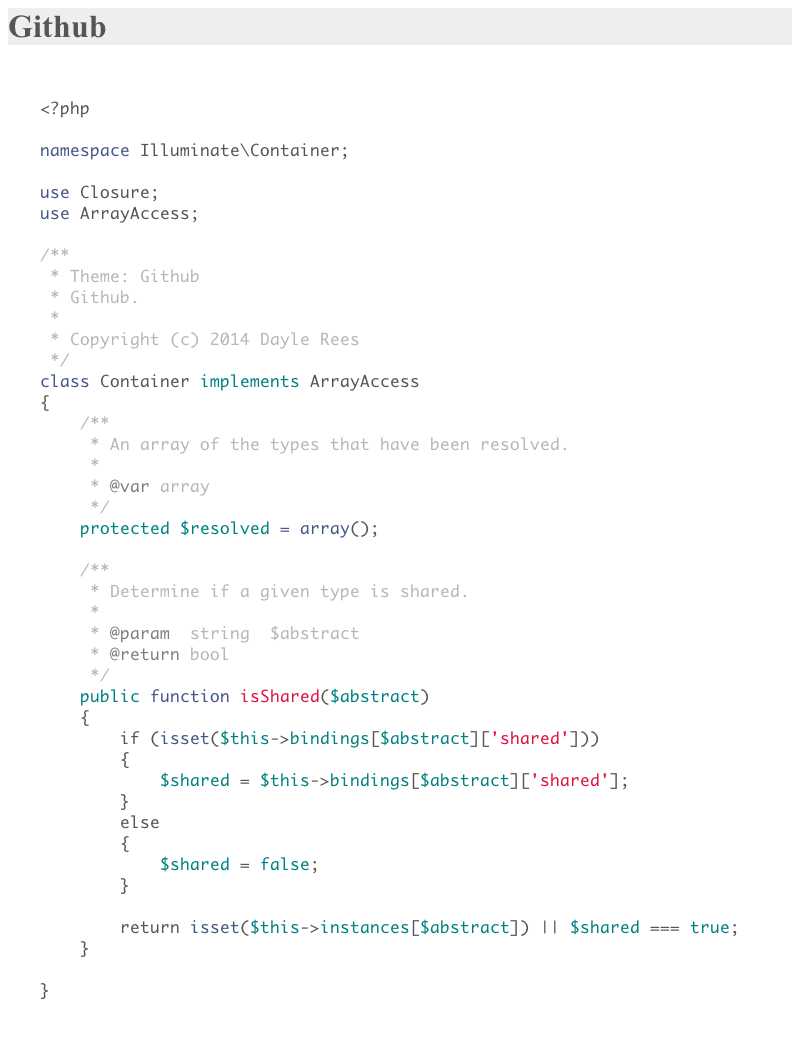 Github
<?php
namespace Illuminate\Container;
use Closure;
use ArrayAccess;
/**
 * Theme: Github
 * Github.
 *
 * Copyright (c) 2014 Dayle Rees
 */
class Container implements ArrayAccess
{
    /**
     * An array of the types that have been resolved.
     *
     * @var array
     */
    protected $resolved = array();
    /**
     * Determine if a given type is shared.
     *
     * @param  string  $abstract
     * @return bool
     */
    public function isShared($abstract)
    {
        if (isset($this->bindings[$abstract]['shared']))
        {
            $shared = $this->bindings[$abstract]['shared'];
        }
        else
        {
            $shared = false;
        }
        return isset($this->instances[$abstract]) || $shared === true;
    }
}